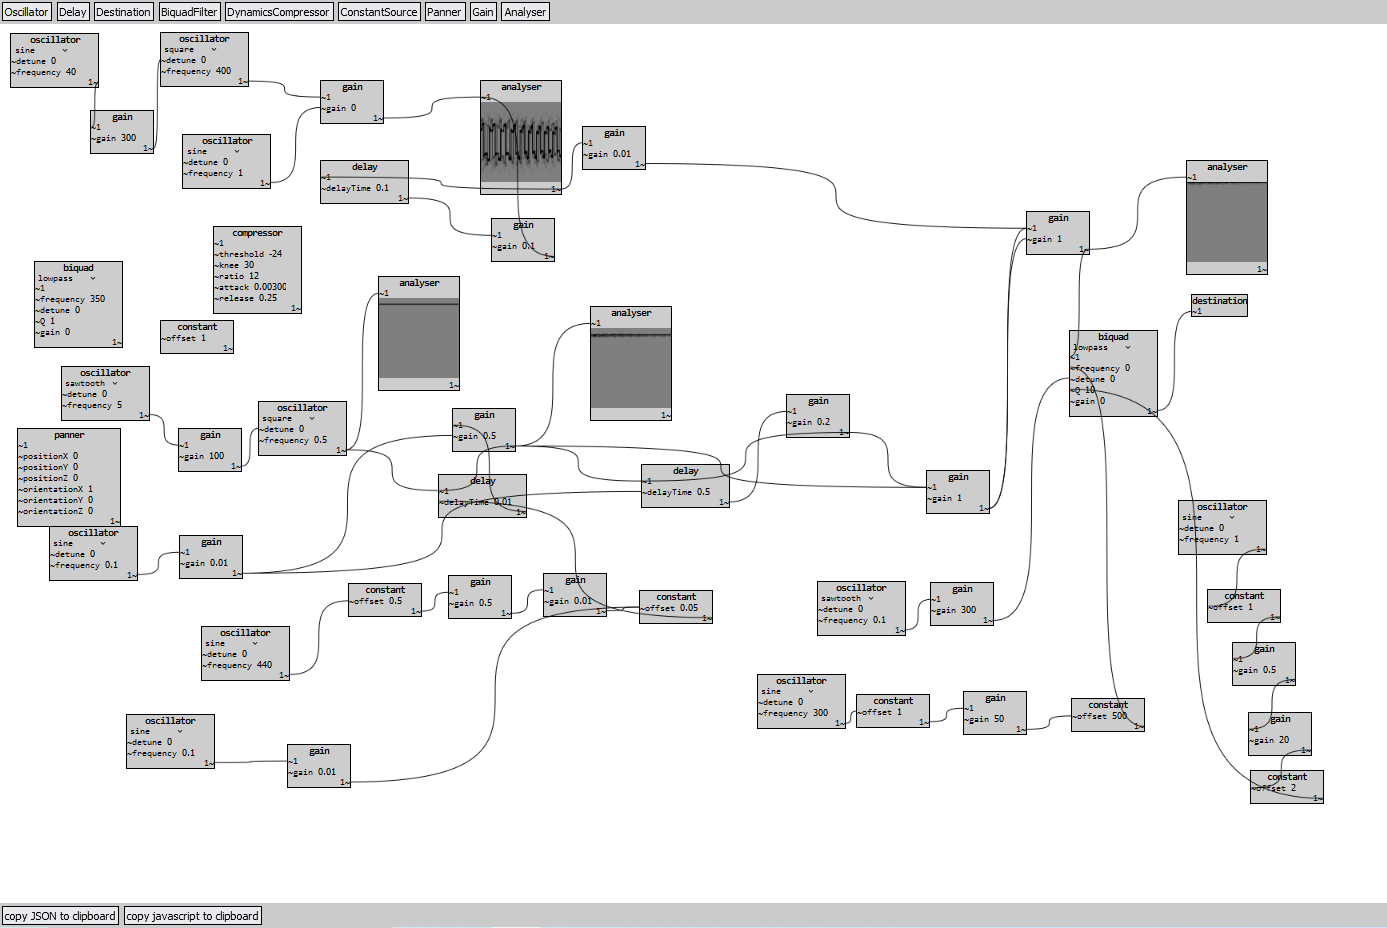 Oscillator Delay Destination BiquadFilter DynamicsCompressor ConstantSource Panner Gain Analyser
oscillator
sine
~detune 0
~frequency 40
1~
oscillator
square
~detune 0
~frequency 400
1~
gain
~1
~gain 300
1~
oscillator
sine
~detune 0
~frequency 1
1~
gain
~1
~gain 0
1~
delay
~1
~delayTime 0.1
1~
analyser
~1
1~
gain
~1
~gain 0.01
1~
gain
~1
~gain 0.1
1~
gain
~1
~gain 1
1~
analyser
~1
1~
destination
~1
compressor
~1
~threshold -24
~knee 30
~ratio 12
~attack 0.00300
~release 0.25
1~
biquad
lowpass
~1
~frequency 350
~detune 0
~Q 1
~gain 0
1~
constant
~offset 1
1~
analyser
~1
1~
analyser
~1
1~
biquad
lowpass
~1
~frequency 0
~detune 0
~Q 10
~gain 0
1~
oscillator
sawtooth
~detune 0
~frequency 5
1~
gain
~1
~gain 100
1~
oscillator
square
~detune 0
~frequency 0.5
1~
gain
~1
~gain 0.5
1~
delay
~1
~delayTime 0.01
1~
delay
~1
~delayTime 0.5
1~
gain
~1
~gain 0.2
1~
gain
~1
~gain 1
1~
panner
~1
~positionX 0
~positionY 0
~positionZ 0
~orientationX 1
~orientationY 0
~orientationZ 0
1~
oscillator
sine
~detune 0
~frequency 0.1
1~
gain
~1
~gain 0.01
1~
constant
~offset 0.5
1~
gain
~1
~gain 0.5
1~
gain
~1
~gain 0.01
1~
constant
~offset 0.05
1~
oscillator
sine
~detune 0
~frequency 440
1~
oscillator
sine
~detune 0
~frequency 0.1
1~
gain
~1
~gain 0.01
1~
oscillator
sawtooth
~detune 0
~frequency 0.1
1~
gain
~1
~gain 300
1~
oscillator
sine
~detune 0
~frequency 300
1~
constant
~offset 1
1~
gain
~1
~gain 50
1~
constant
~offset 500
1~
oscillator
sine
~detune 0
~frequency 1
1~
constant
~offset 1
1~
gain
~1
~gain 0.5
1~
gain
~1
~gain 20
1~
constant
~offset 2
1~
copy JSON to clipboard copy javascript to clipboard